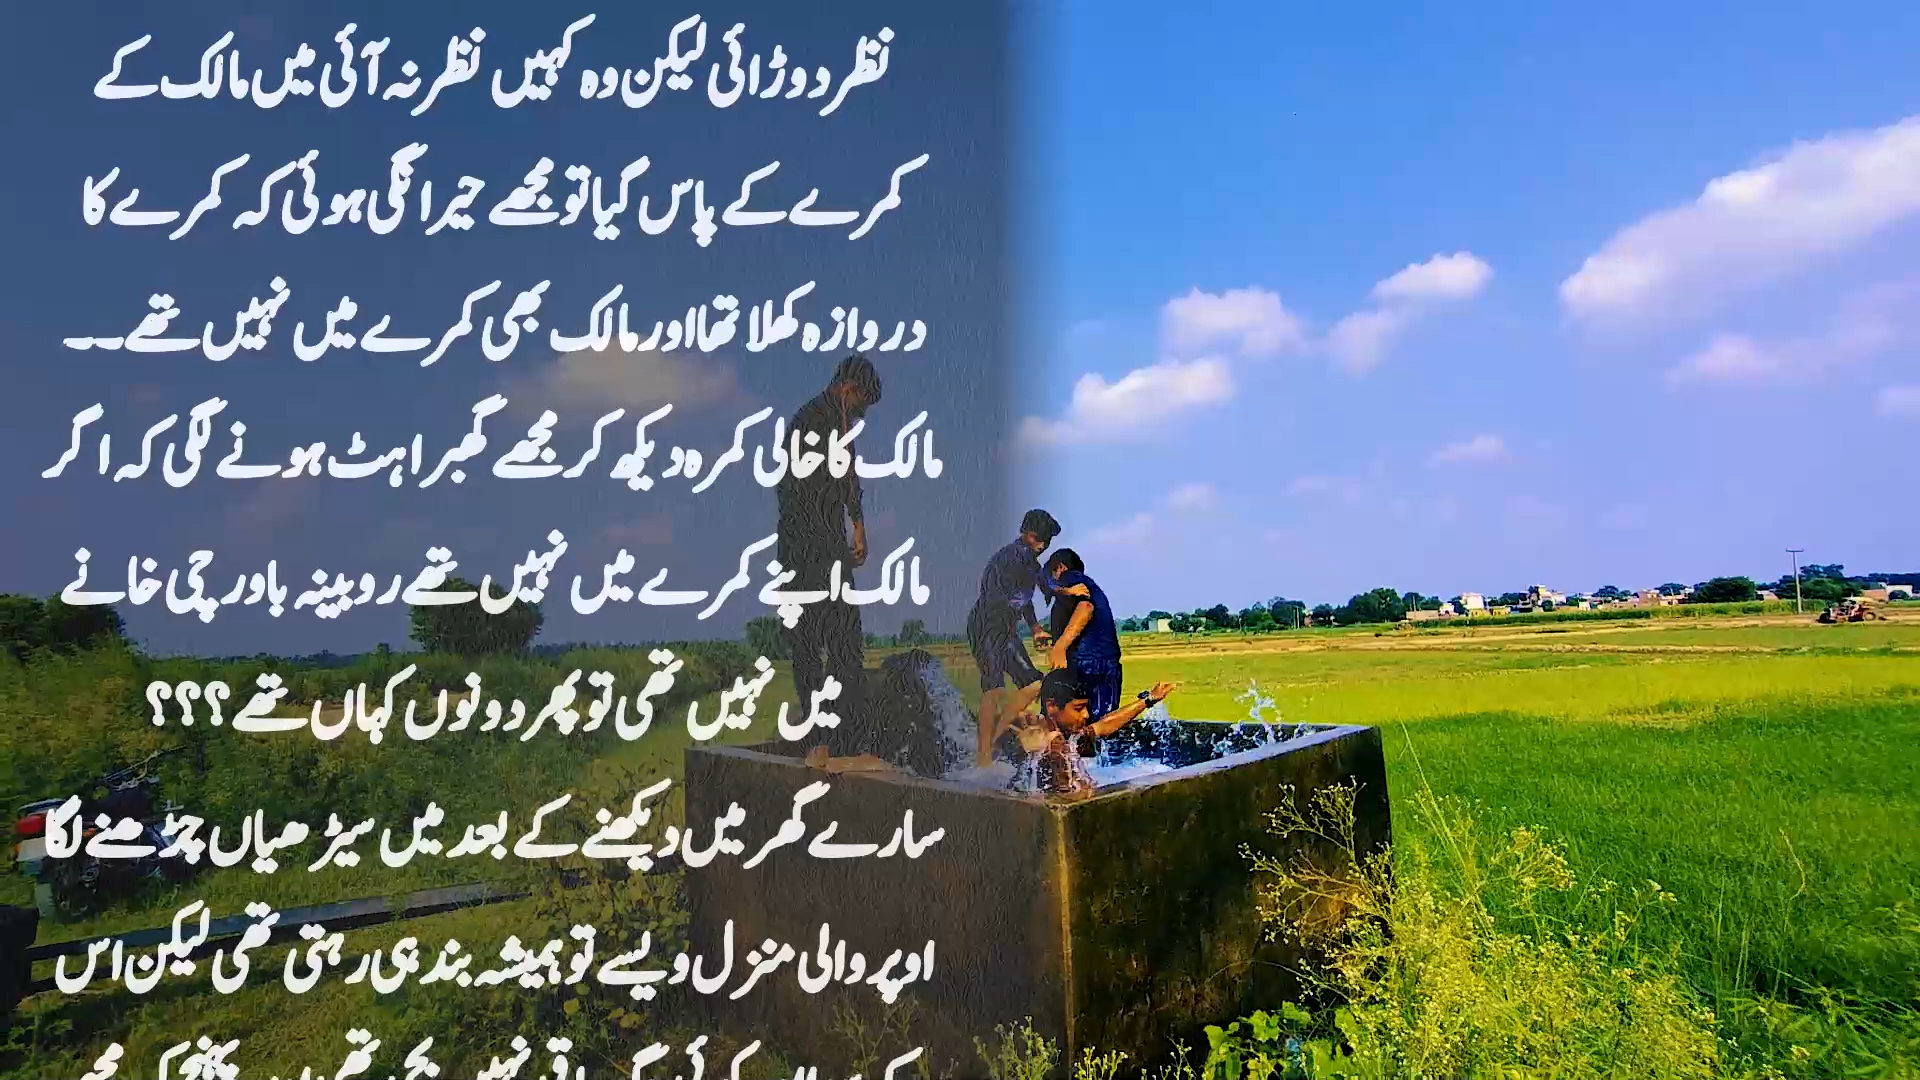 نظر دوڑائی لیکن وہ کہیں نظر نہ آئی میں مالک کے
کمرے کے پاس گیا تو مجھے حیرانگی ہوئی کہ کمرے کا
دروازہ کھلا تھا اور مالک بھی کمرے میں نہیں تھے۔۔
مالک کا خالی کمرہ دیکھ کر مجھے گھبراہٹ ہونے لگی کہ اگر
مالک اپنے کمرے میں نہیں تھے روبینہ باورچی خانے
میں نہیں تھی تو پھر دونوں کہاں تھے؟؟؟
سارے گھر میں دیکھنے کے بعد میں سیڑھیاں چڑھنے لگا
اوپر والی منزل ویسے تو ہمیشہ بند ہی رہتی تھی لیکن اس